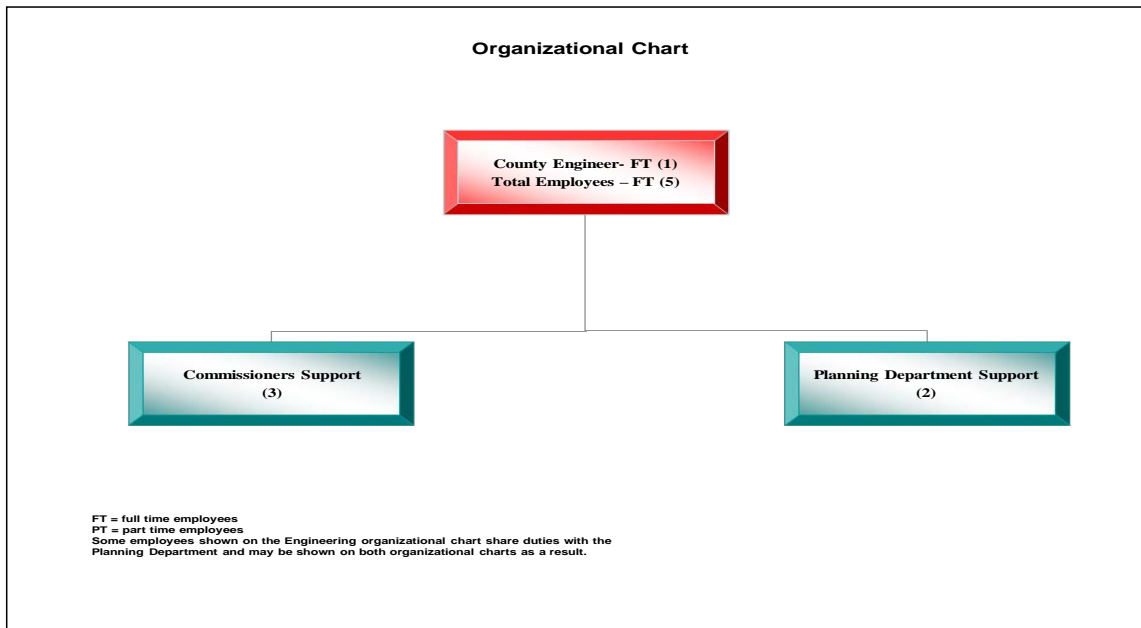 Organizational Chart
County Engineer- FT (1)
Total Employees – FT (5)
Commissioners Support
(3)
Planning Department Support
(2)
FT = full time employees
PT = part time employees
Some employees shown on the Engineering organizational chart share duties with the
Planning Department and may be shown on both organizational charts as a result.